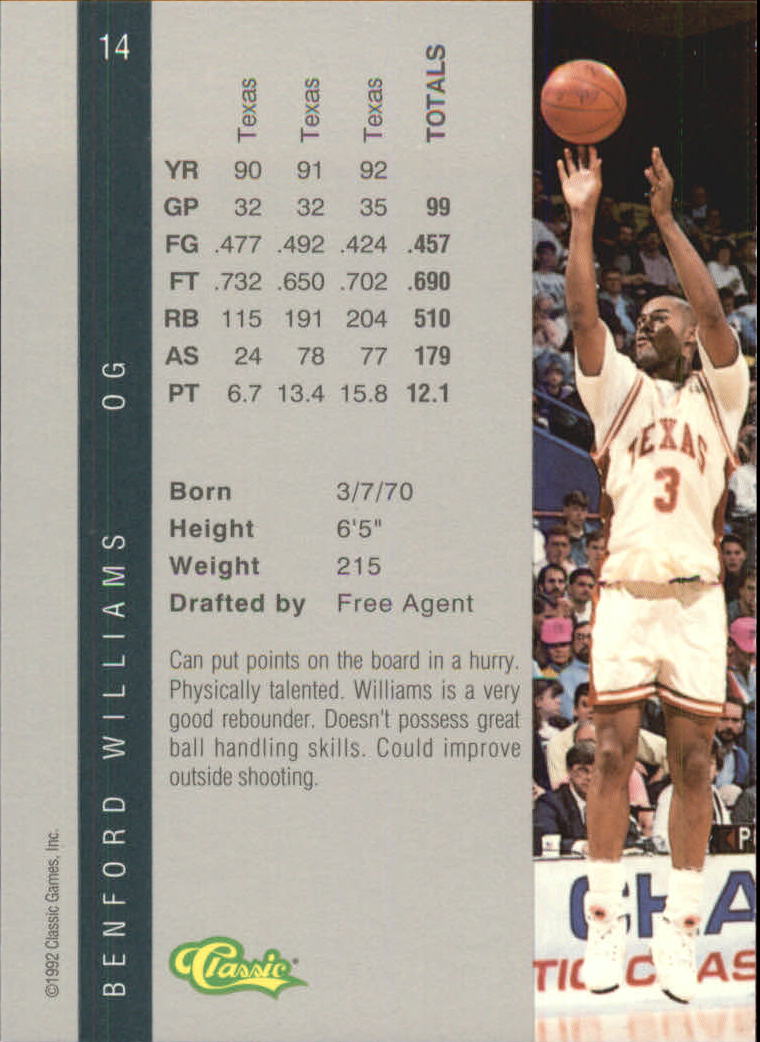 14
Texas Texas Texas TOTALS
YR 90 91 92
GP 32 32 35 99
FG .477 .492 .424 .457
FT .732 .650 .702 .690
RB 115 191 204 510
AS 24 78 77 179
PT 6.7 13.4 15.8 12.1
BENFORD WILLIAMS OG
Born 3/7/70
Height 6'5"
Weight 215
Drafted by Free Agent
Can put points on the board in a hurry.
Physically talented. Williams is a very
good rebounder. Doesn't possess great
ball handling skills. Could improve
outside shooting.
©1992 Classic Games, Inc.
Classic®
TEXAS
3
P
CHA
TIC CLAS